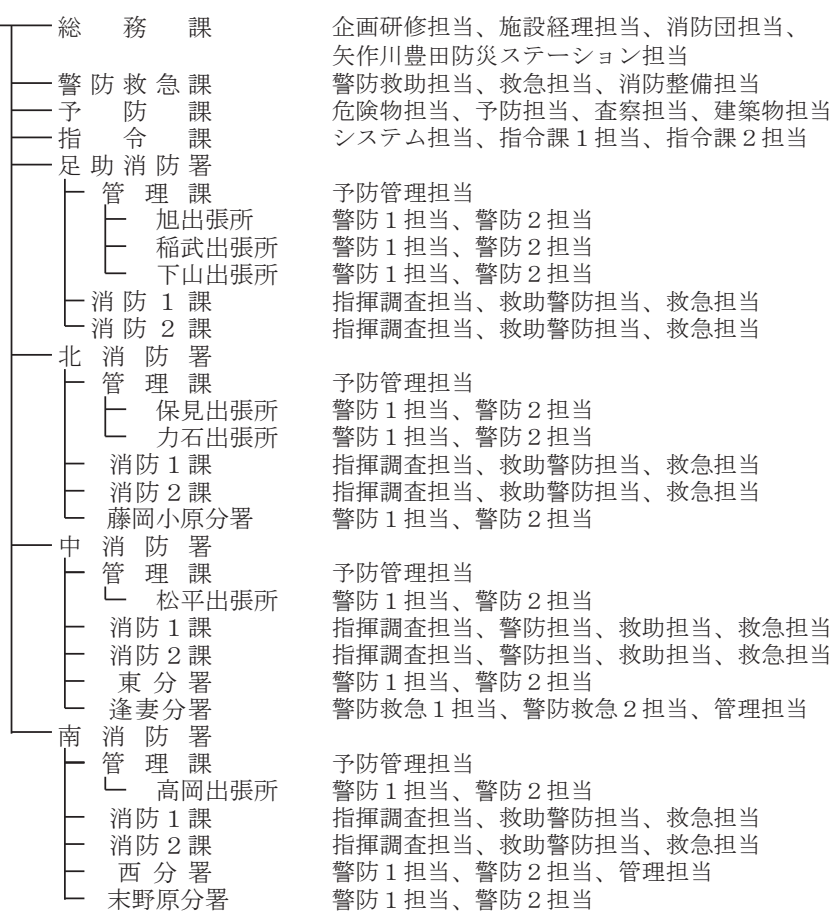 総務課 企画研修担当、施設経理担当、消防団担当、
矢作川豊田防災ステーション担当
警防救急課 警防救助担当、救急担当、消防整備担当
予防課 危険物担当、予防担当、査察担当、建築物担当
指令課 システム担当、指令課1担当、指令課2担当
足助消防署
管理課 予防管理担当
旭出張所 警防1担当、警防2担当
稲武出張所 警防1担当、警防2担当
下山出張所 警防1担当、警防2担当
消防1課 指揮調査担当、救助警防担当、救急担当
消防2課 指揮調査担当、救助警防担当、救急担当
北消防署
管理課 予防管理担当
保見出張所 警防1担当、警防2担当
力石出張所 警防1担当、警防2担当
消防1課 指揮調査担当、救助警防担当、救急担当
消防2課 指揮調査担当、救助警防担当、救急担当
藤岡小原分署 警防1担当、警防2担当
中消防署
管理課 予防管理担当
松平出張所 警防1担当、警防2担当
消防1課 指揮調査担当、警防担当、救助担当、救急担当
消防2課 指揮調査担当、警防担当、救助担当、救急担当
東分署 警防1担当、警防2担当
逢妻分署 警防救急1担当、警防救急2担当、管理担当
南消防署
管理課 予防管理担当
高岡出張所 警防1担当、警防2担当
消防1課 指揮調査担当、救助警防担当、救急担当
消防2課 指揮調査担当、救助警防担当、救急担当
西分署 警防1担当、警防2担当、管理担当
末野原分署 警防1担当、警防2担当